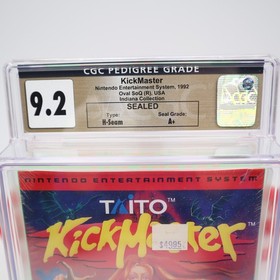 CGC PEDIGREE GRADE
9.2
KickMaster
Nintendo Entertainment System, 1992
Oval SoQ (R), USA
Indiana Collection
SEALED
Type:
H-Seam
Seal Grade:
A+
CGC
NINTENDO ENTERTAINMENT SYSTEM
TAITO
KickMaster